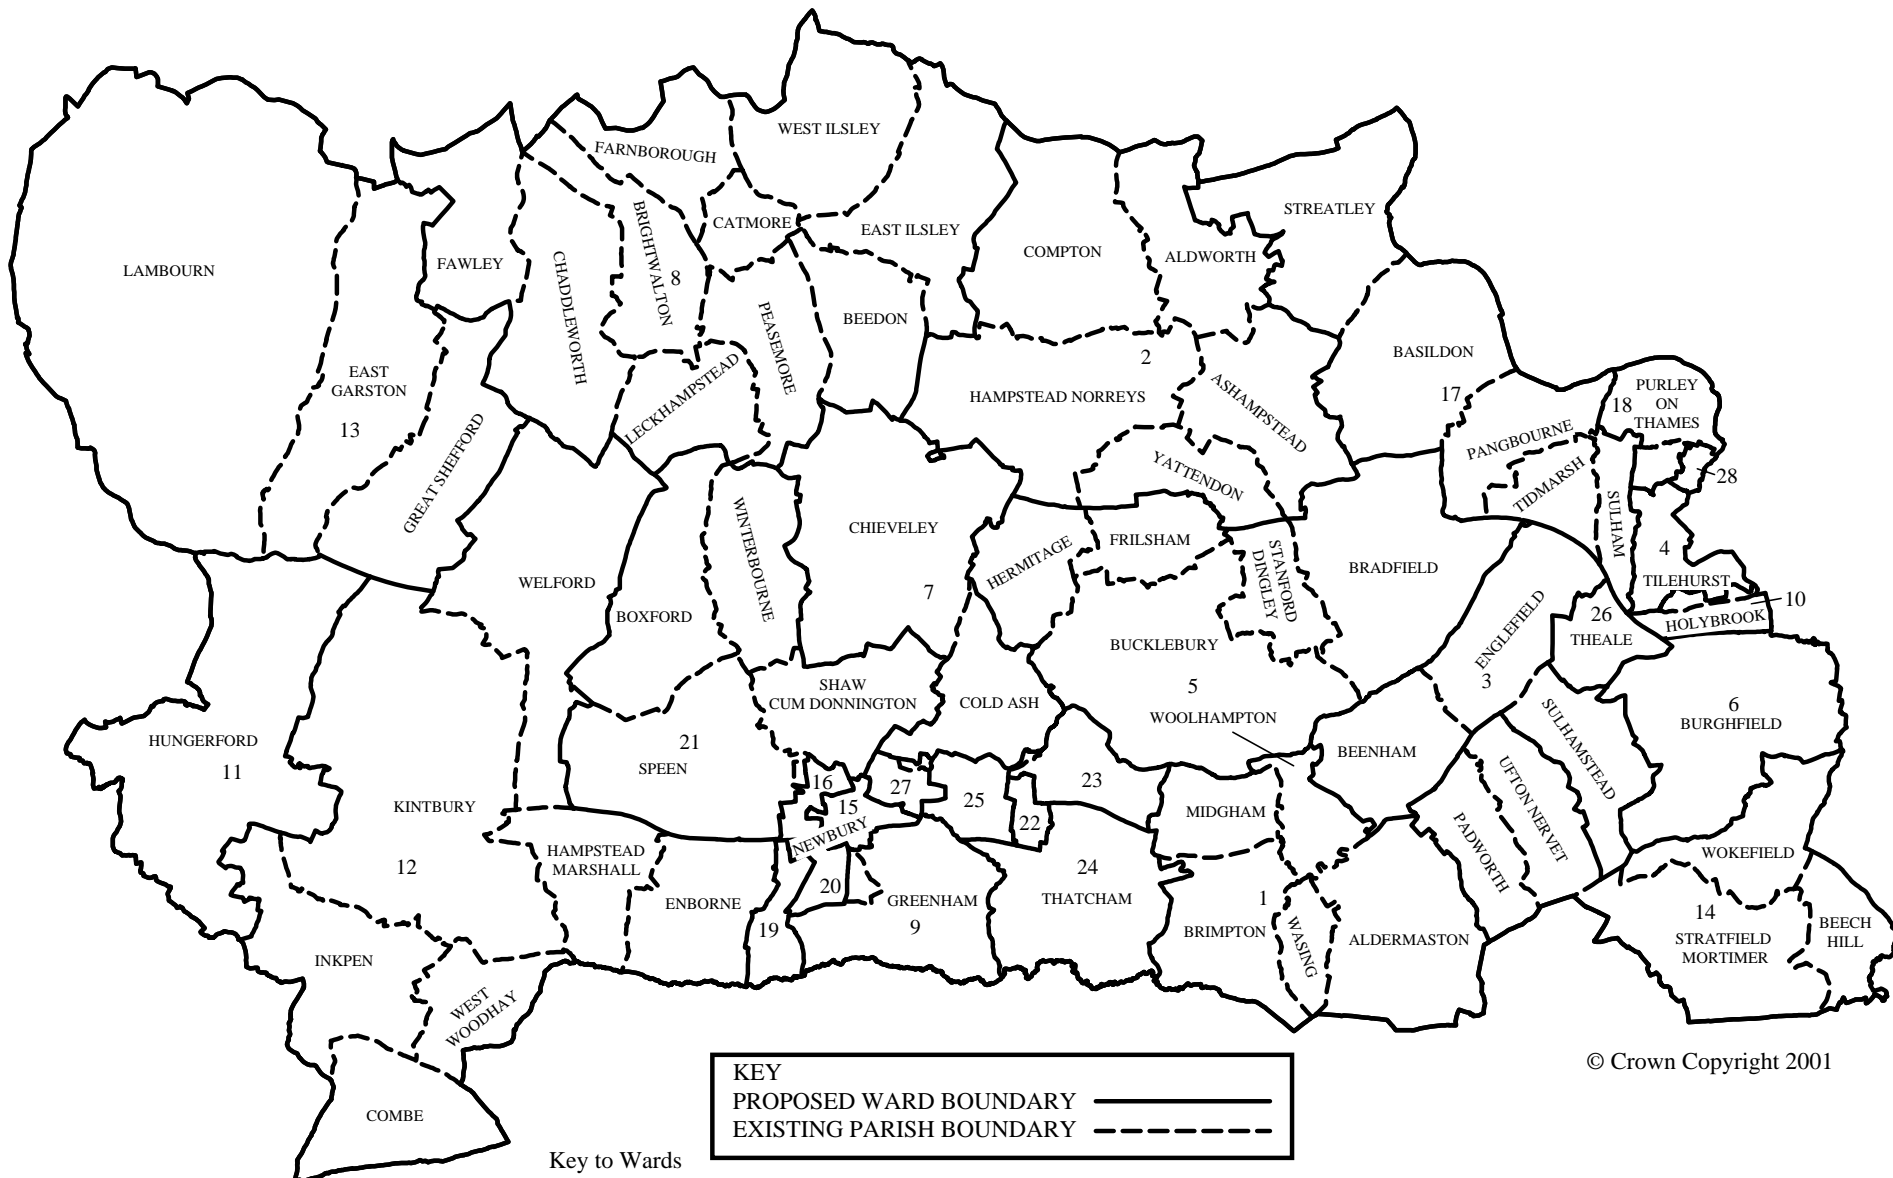 WEST ILSLEY
FARNBOROUGH
STREATLEY
BRIGHTWALTON
CATMORE
EAST ILSLEY
COMPTON
ALDWORTH
LAMBOURN
FAWLEY
CHADDLEWORTH
8
PEASEMORE
BEEDON
BASILDON
2
EAST
GARSTON
13
HAMPSTEAD NORREYS
ASHAMPSTEAD
17
18
PURLEY
ON
THAMES
LECKHAMPSTEAD
GREAT SHEFFORD
PANGBOURNE
YATTENDON
TIDMARSH
28
WINTERBOURNE
CHIEVELEY
SULHAM
HERMITAGE
FRILSHAM
STANFORD
DINGLEY
BRADFIELD
4
WELFORD
TILEHURST
7
10
BOXFORD
ENGLEFIELD
26
HOLYBROOK
THEALE
BUCKLEBURY
3
5
SHAW
CUM DONNINGTON
COLD ASH
WOOLHAMPTON
SULHAMSTEAD
6
BURGHFIELD
HUNGERFORD
11
21
SPEEN
BEENHAM
UFTON NERVET
16
27
23
25
15
NEWBURY
22
KINTBURY
MIDGHAM
PADWORTH
HAMPSTEAD
MARSHALL
12
WOKEFIELD
20
ENBORNE
GREENHAM
9
24
THATCHAM
1
BRIMPTON
WASING
ALDERMASTON
14
STRATFIELD
MORTIMER
BEECH
HILL
19
INKPEN
WEST
WOODHAY
COMBE
KEY
PROPOSED WARD BOUNDARY
EXISTING PARISH BOUNDARY
© Crown Copyright 2001
Key to Wards